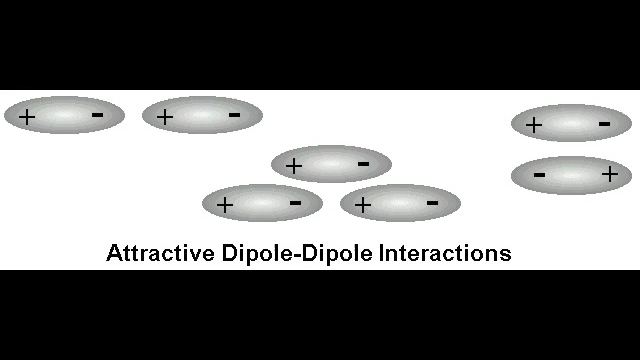 + - + - + -
+ -
- +
+ - + -
Attractive Dipole-Dipole Interactions